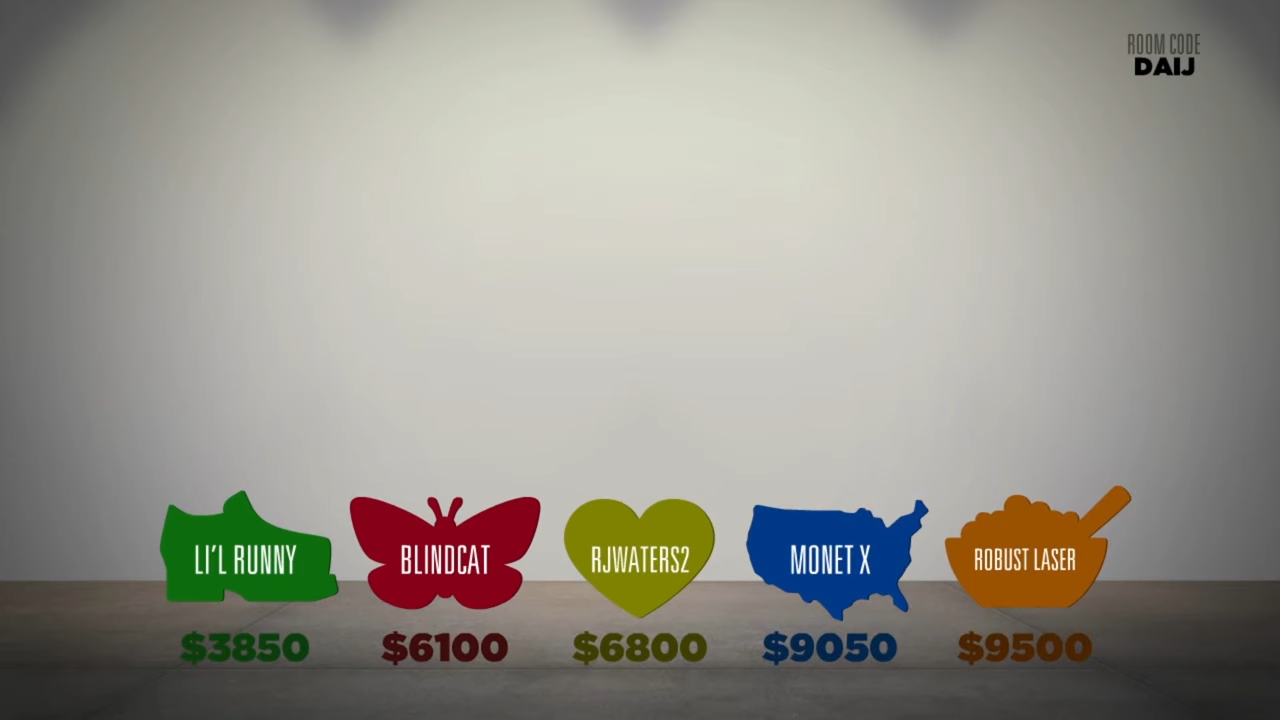 ROOM CODE
DAIJ
LI'L RUNNY
BLINDCAT
RJWATERS2
MONET X
ROBUST LASER
$3850
$6100
$6800
$9050
$9500